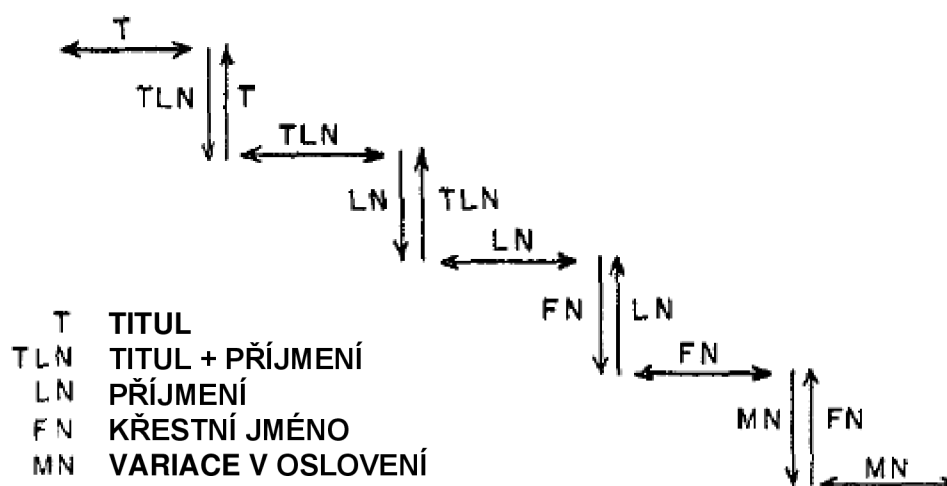 T
TLN T
TLN
LN TLN
LN
FN LN
FN
MN FN
MN
T TITUL
TLN TITUL + PŘÍJMENÍ
LN PŘÍJMENÍ
FN KŘESTNÍ JMÉNO
MN VARIACE V OSLOVENÍ